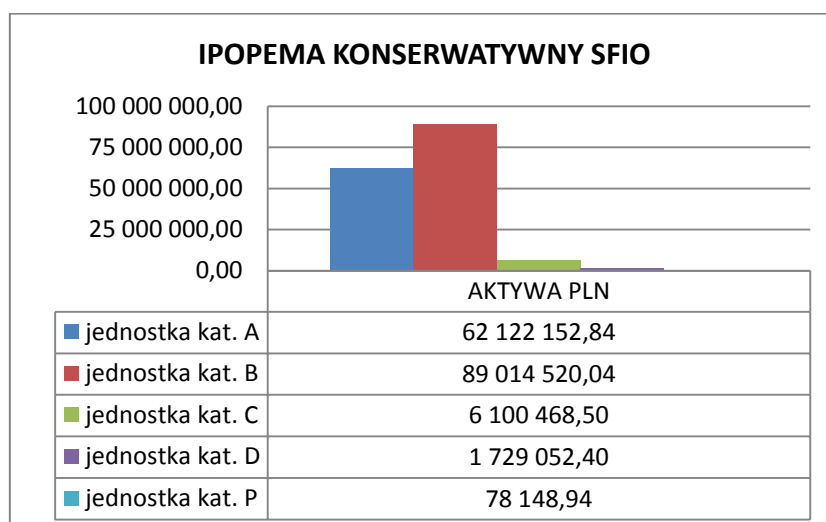 IPOPEMA KONSERWATYWNY SFIO
100 000 000,00
75 000 000,00
50 000 000,00
25 000 000,00
0,00
AKTYWA PLN
jednostka kat. A 62 122 152,84
jednostka kat. B 89 014 520,04
jednostka kat. C 6 100 468,50
jednostka kat. D 1 729 052,40
jednostka kat. P 78 148,94